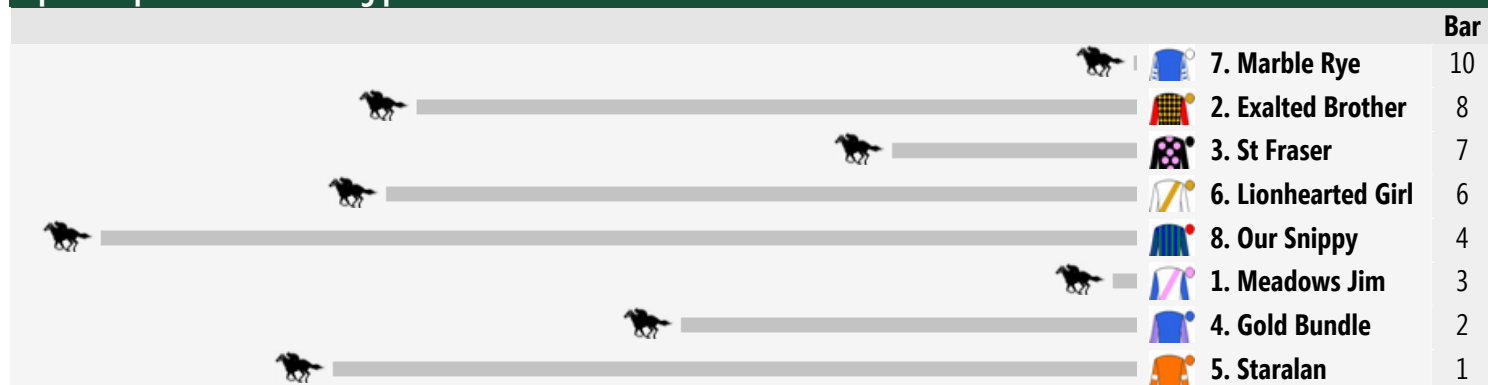 Bar
7. Marble Rye 10
2. Exalted Brother 8
3. St Fraser 7
6. Lionhearted Girl 6
8. Our Snippy 4
1. Meadows Jim 3
4. Gold Bundle 2
5. Staralan 1